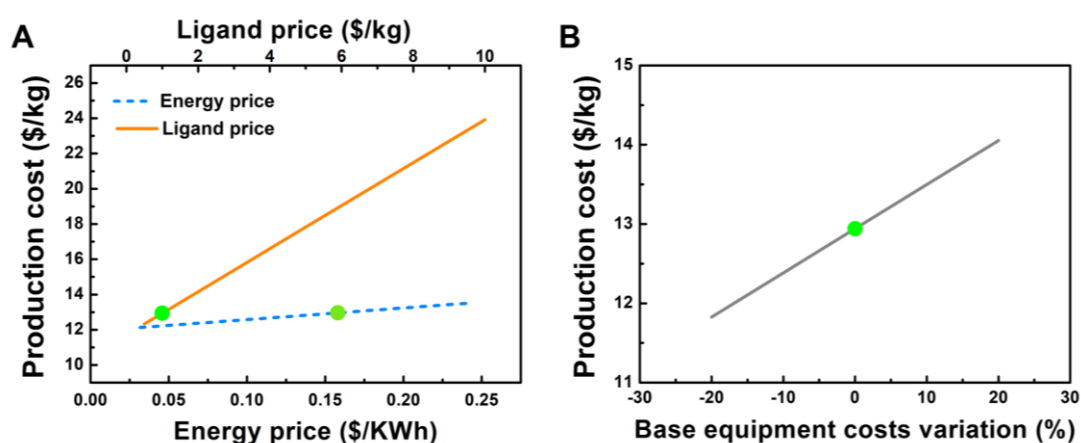 A
Ligand price ($/kg)
0 2 4 6 8 10
Production cost ($/kg)
26
24
22
20
18
16
14
12
10
Energy price
Ligand price
0.00 0.05 0.10 0.15 0.20 0.25
Energy price ($/KWh)
B
Production cost ($/kg)
15
14
13
12
11
-30 -20 -10 0 10 20 30
Base equipment costs variation (%)